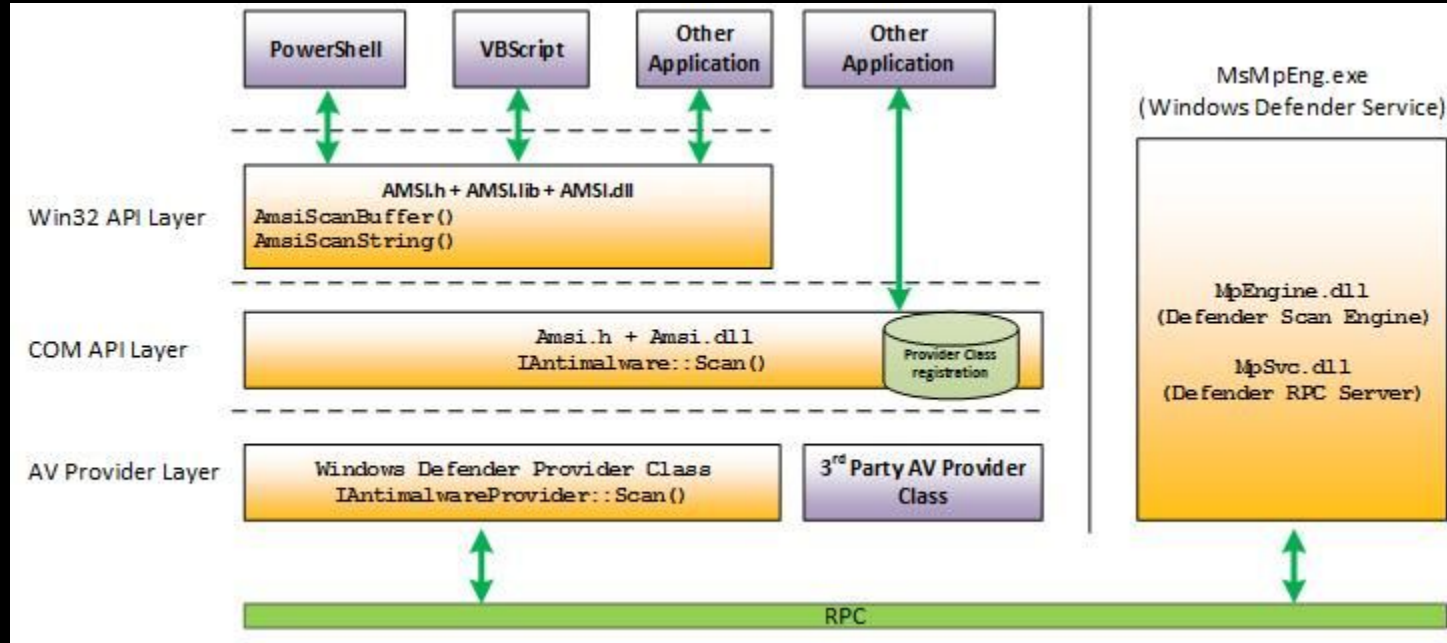 PowerShell
VBScript
Other
Application
Other
Application
MsMpEng.exe
(Windows Defender Service)
Win32 API Layer
AMSI.h + AMSI.lib + AMSI.dll
AmsiScanBuffer()
AmsiScanString()
COM API Layer
Amsi.h + Amsi.dll
IAntimalware::Scan()
Provider Class
registration
MpEngine.dll
(Defender Scan Engine)
MpSvc.dll
(Defender RPC Server)
AV Provider Layer
Windows Defender Provider Class
IAntimalwareProvider::Scan()
3rd Party AV Provider
Class
RPC